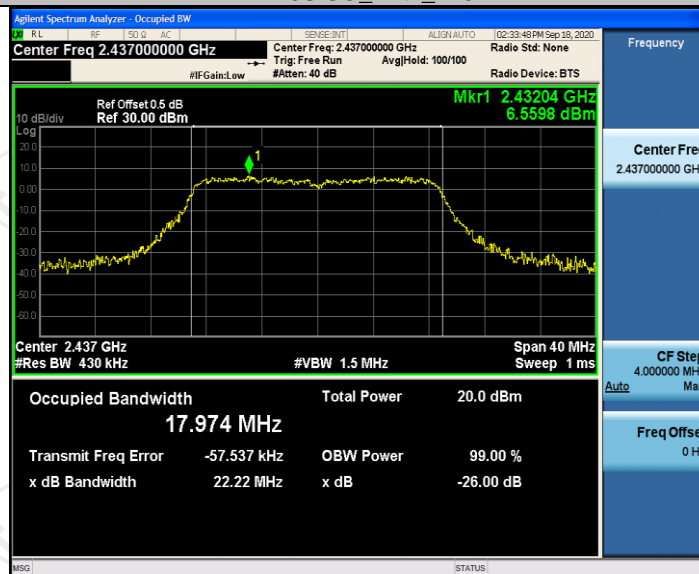 Agilent Spectrum Analyzer - Occupied BW
RL RF 50 Ω AC SENSE:INT ALIGN AUTO 02:33:48 PM Sep 18, 2020
Center Freq 2.437000000 GHz Center Freq: 2.437000000 GHz Radio Std: None
Trig: Free Run Avg|Hold: 100/100
#IFGain:Low #Atten: 40 dB Radio Device: BTS
Frequency
Ref Offset 0.5 dB Mkr1 2.43204 GHz
10 dB/div Ref 30.00 dBm 6.5598 dBm
Log
20.0
10.0
0.00
-10.0
-20.0
-30.0
-40.0
-50.0
-60.0
1
Center 2.437 GHz Span 40 MHz
#Res BW 430 kHz #VBW 1.5 MHz Sweep 1 ms
Occupied Bandwidth Total Power 20.0 dBm
17.974 MHz
Transmit Freq Error -57.537 kHz OBW Power 99.00 %
x dB Bandwidth 22.22 MHz x dB -26.00 dB
Center Fre
2.437000000 GH
CF Ste
4.000000 MH
Auto Ma
Freq Offse
0 H
MSG STATUS